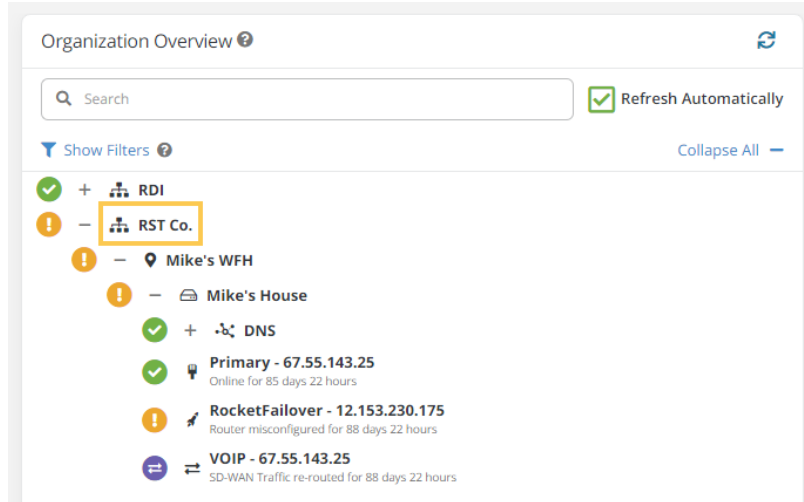 Organization Overview
Search
Refresh Automatically
Show Filters
Collapse All
RDI
RST Co.
Mike's WFH
Mike's House
DNS
Primary - 67.55.143.25
Online for 85 days 22 hours
RocketFailover - 12.153.230.175
Router misconfigured for 88 days 22 hours
VOIP - 67.55.143.25
SD-WAN Traffic re-routed for 88 days 22 hours